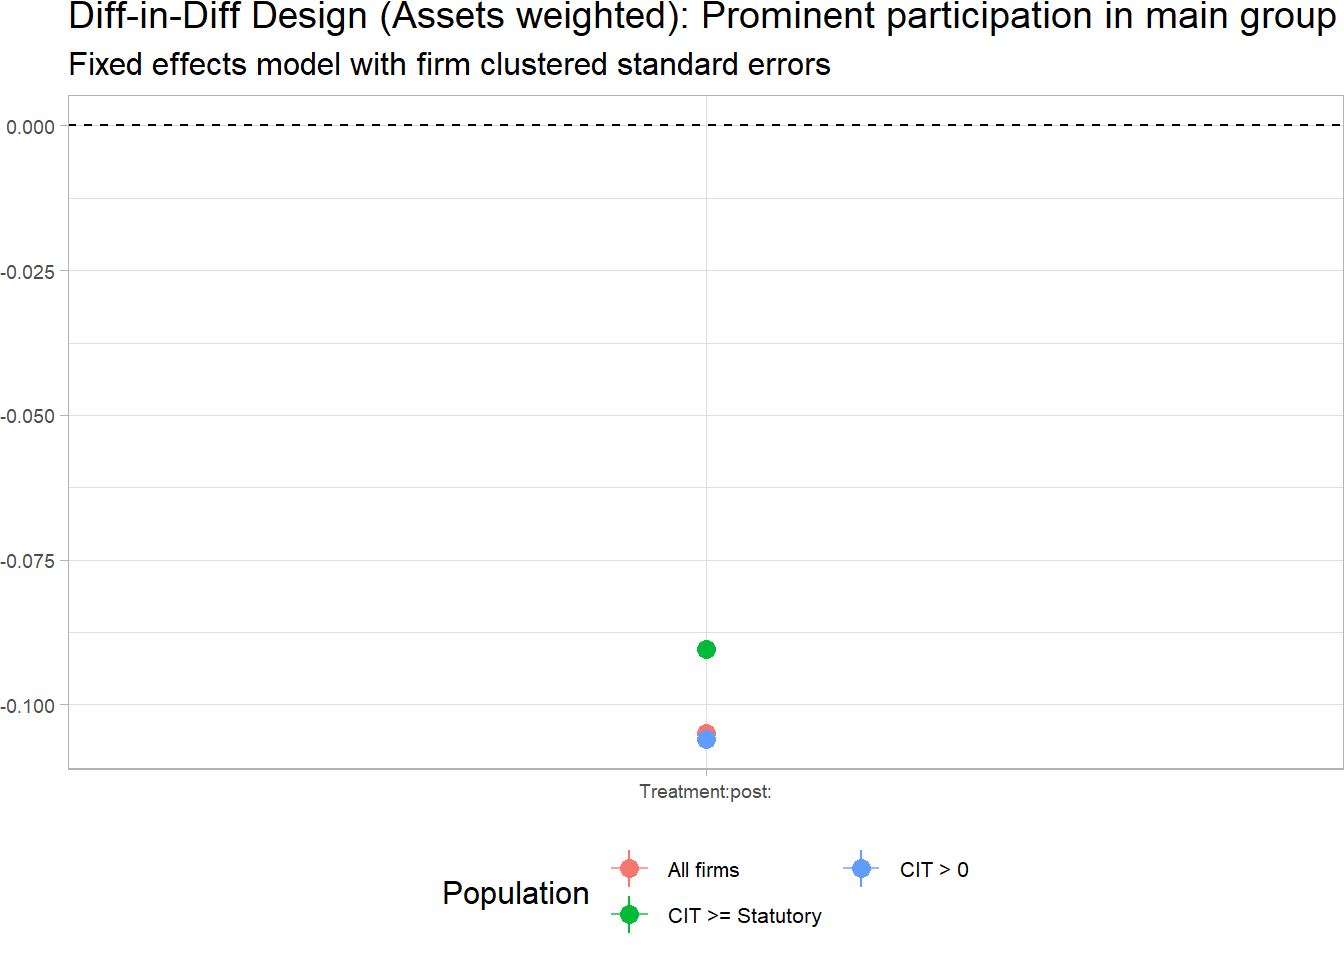 Diff-in-Diff Design (Assets weighted): Prominent participation in main group
Fixed effects model with firm clustered standard errors
0.000
-0.025
-0.050
-0.075
-0.100
Treatment:post:
Population
All firms
CIT > 0
CIT >= Statutory